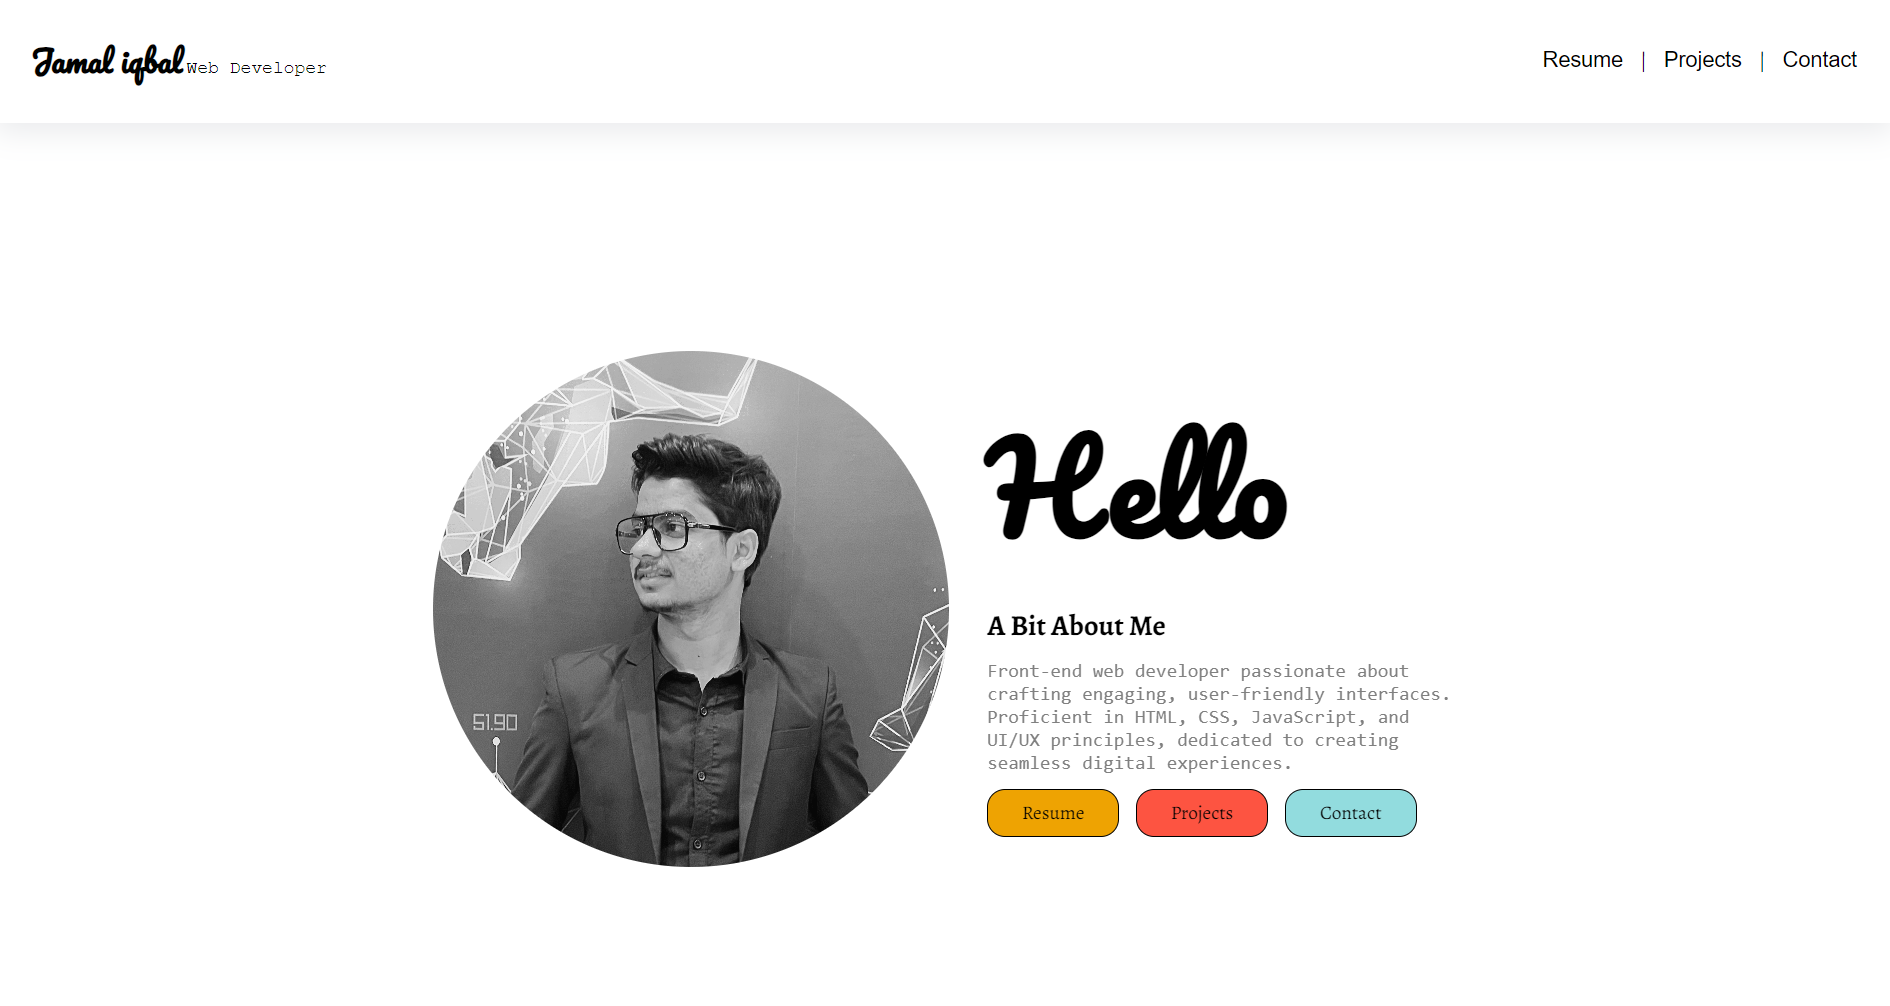 Jamal iqbal Web Developer
Resume | Projects | Contact
Hello
A Bit About Me
Front-end web developer passionate about
crafting engaging, user-friendly interfaces.
Proficient in HTML, CSS, JavaScript, and
UI/UX principles, dedicated to creating
seamless digital experiences.
51.90
Resume
Projects
Contact